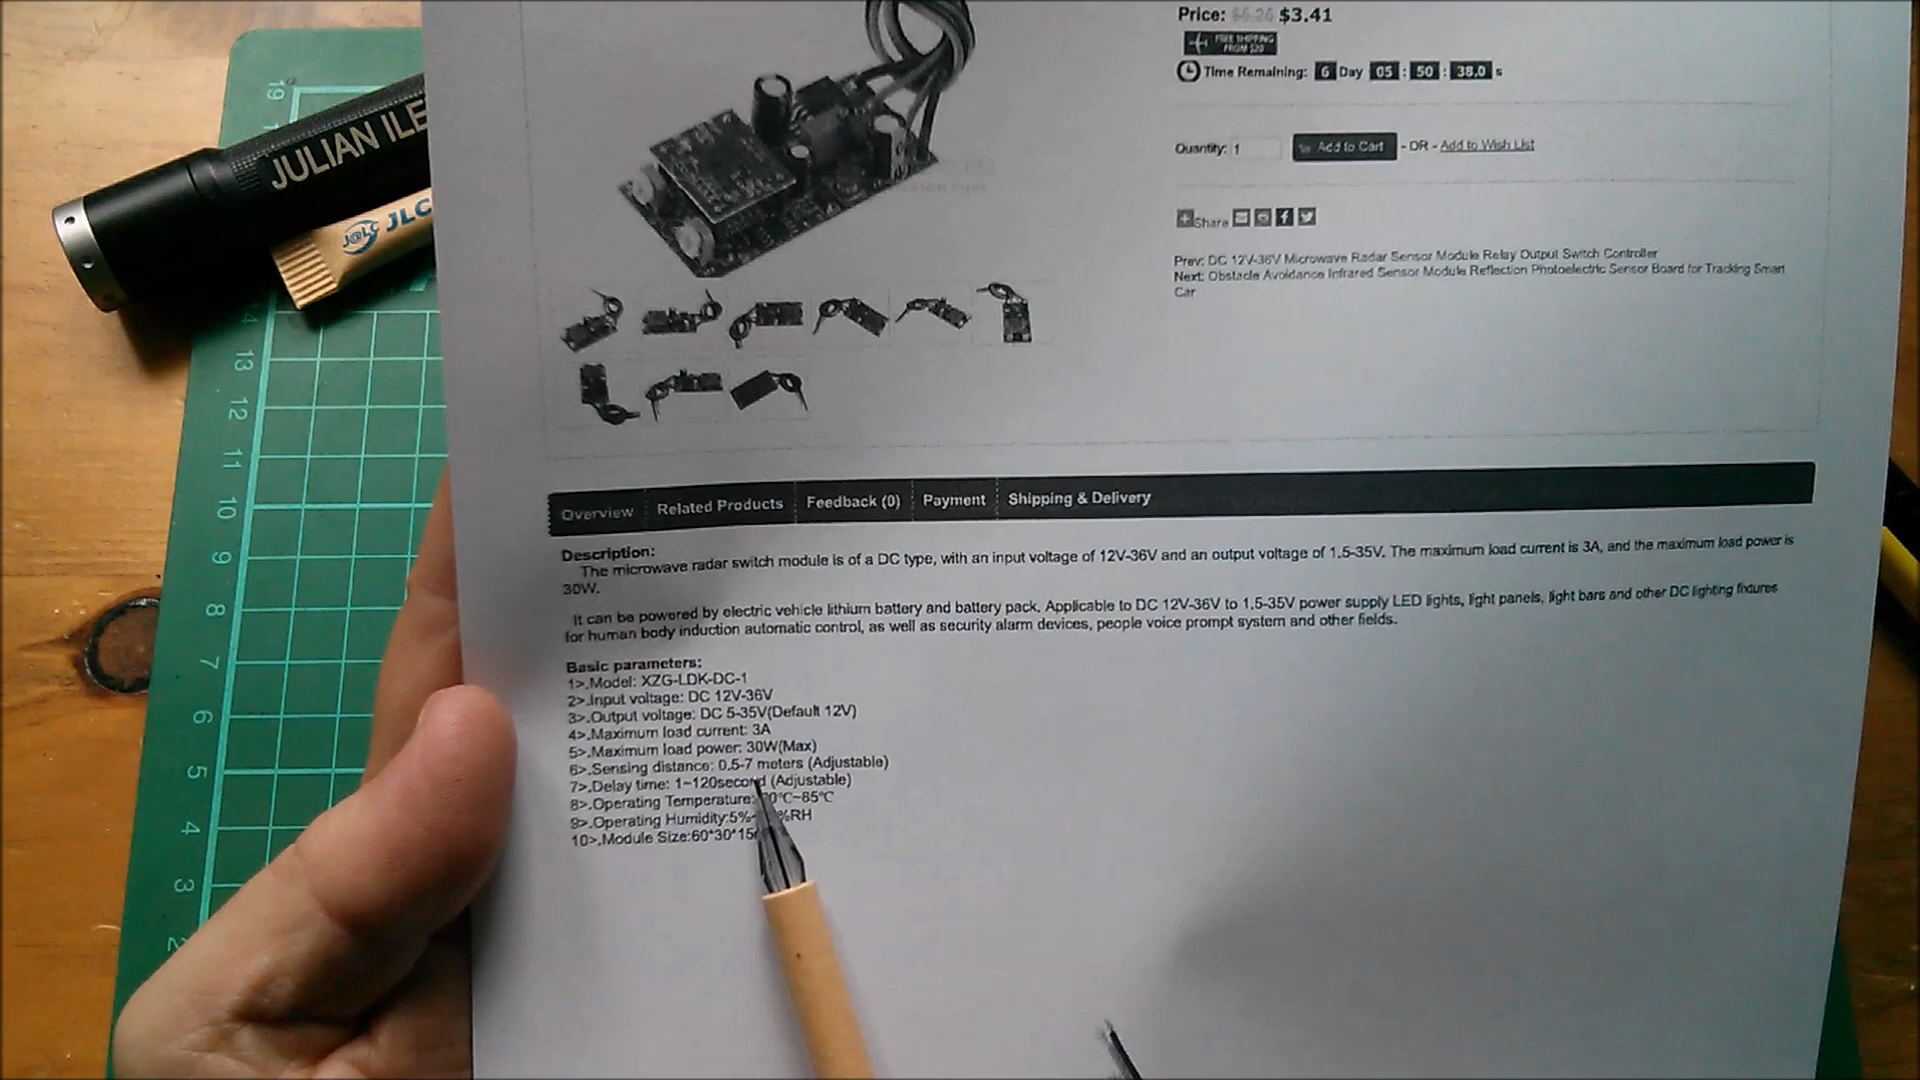 JULIAN ILE
J@LC JLC
19
14
13
12
11
10
9
8
7
6
5
4
3
2
Price: $5.26 $3.41
FREE SHIPPING
FROM $20
Time Remaining: 6 Day 05 : 50 : 38.0 s
Quantity: 1 Add to Cart - OR - Add to Wish List
Share
Prev: DC 12V-36V Microwave Radar Sensor Module Relay Output Switch Controller
Next: Obstacle Avoidance Infrared Sensor Module Reflection Photoelectric Sensor Board for Tracking Smart
Car
Overview Related Products Feedback (0) Payment Shipping & Delivery
Description:
The microwave radar switch module is of a DC type, with an input voltage of 12V-36V and an output voltage of 1.5-35V. The maximum load current is 3A, and the maximum load power is
30W.
It can be powered by electric vehicle lithium battery and battery pack. Applicable to DC 12V-36V to 1.5-35V power supply LED lights, light panels, light bars and other DC lighting fixtures
for human body induction automatic control, as well as security alarm devices, people voice prompt system and other fields.
Basic parameters:
1>.Model: XZG-LDK-DC-1
2>.Input voltage: DC 12V-36V
3>.Output voltage: DC 5-35V(Default 12V)
4>.Maximum load current: 3A
5>.Maximum load power: 30W(Max)
6>.Sensing distance: 0.5-7 meters (Adjustable)
7>.Delay time: 1~120second (Adjustable)
8>.Operating Temperature: 0℃~85℃
9>.Operating Humidity:5%~ %RH
10>.Module Size:60*30*15